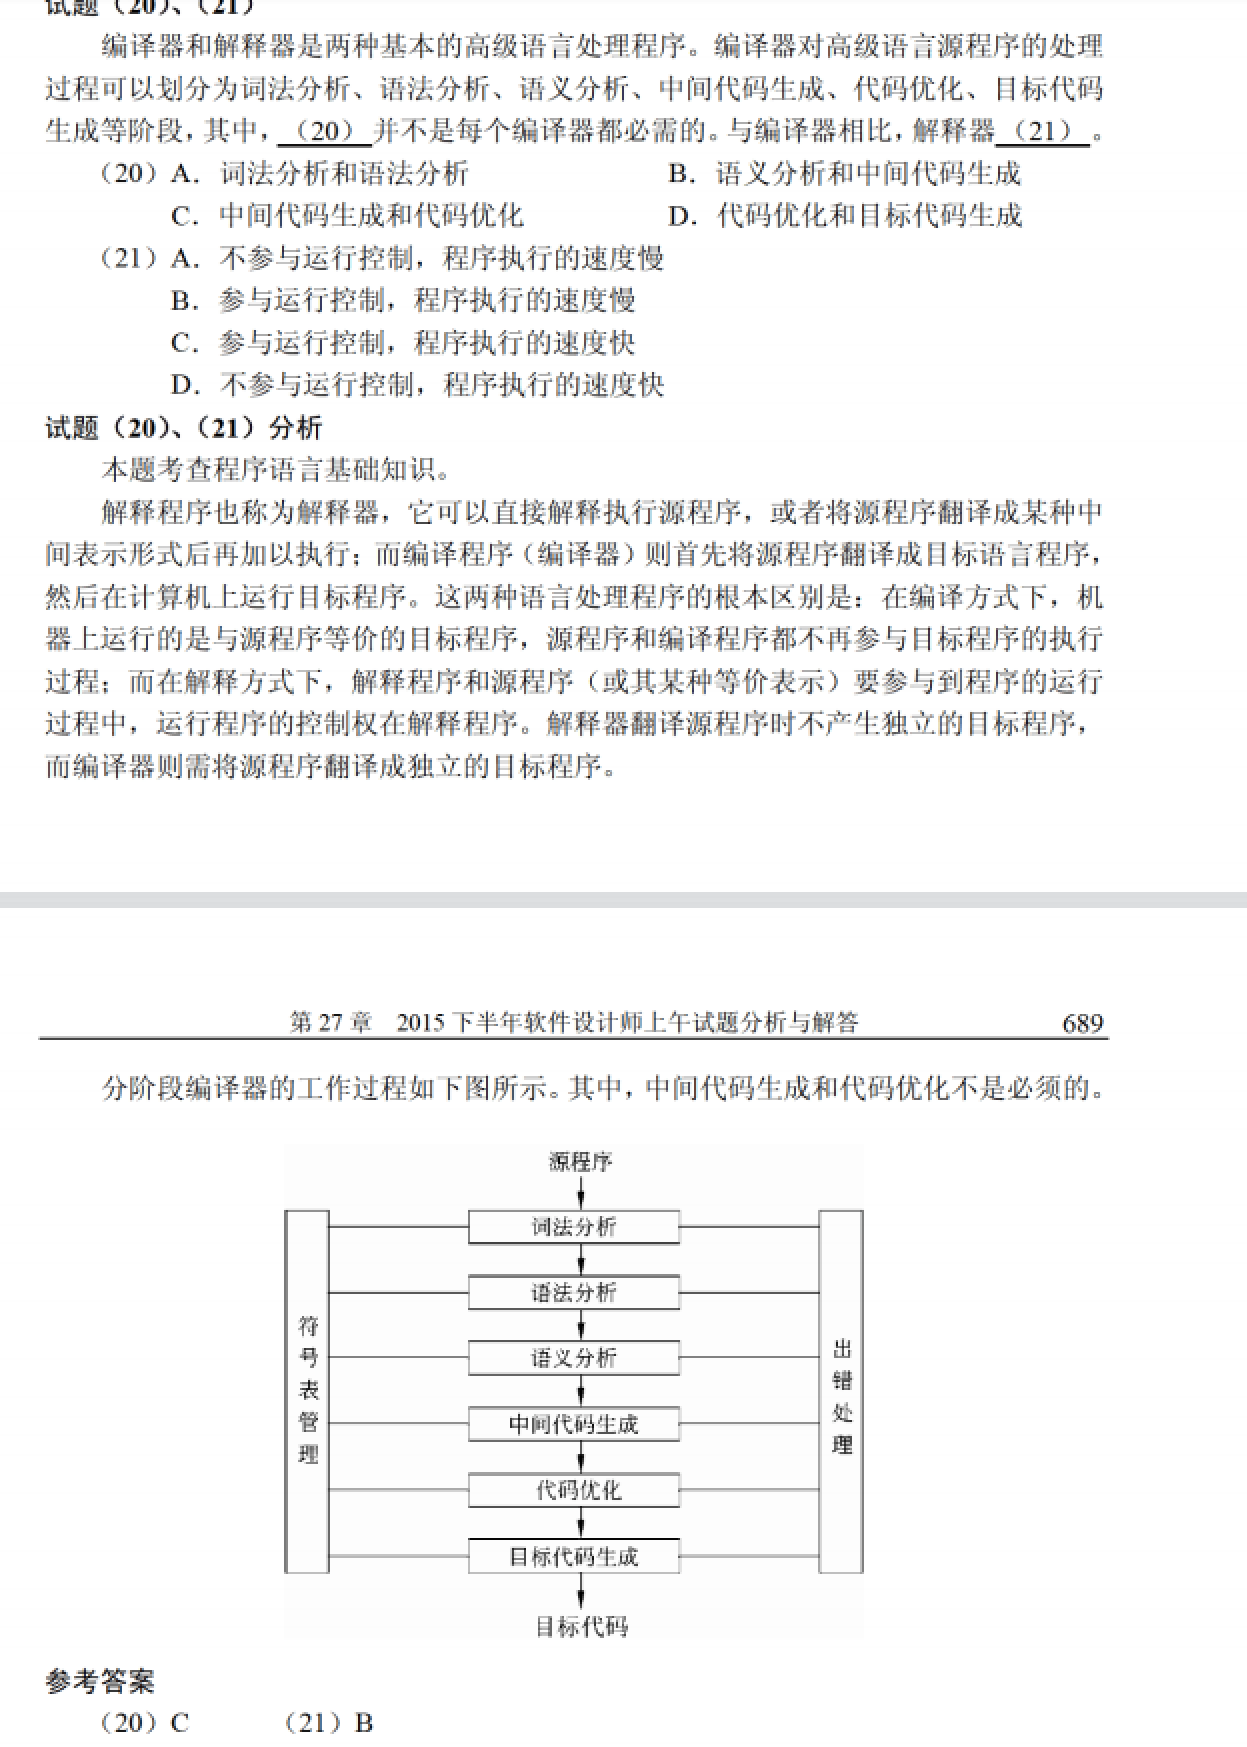 试题（20）、（21）
编译器和解释器是两种基本的高级语言处理程序。编译器对高级语言源程序的处理
过程可以划分为词法分析、语法分析、语义分析、中间代码生成、代码优化、目标代码
生成等阶段，其中，（20）并不是每个编译器都必需的。与编译器相比，解释器（21）。
（20）A．词法分析和语法分析 B．语义分析和中间代码生成
C．中间代码生成和代码优化 D．代码优化和目标代码生成
（21）A．不参与运行控制，程序执行的速度慢
B．参与运行控制，程序执行的速度慢
C．参与运行控制，程序执行的速度快
D．不参与运行控制，程序执行的速度快
试题（20）、（21）分析
本题考查程序语言基础知识。
解释程序也称为解释器，它可以直接解释执行源程序，或者将源程序翻译成某种中
间表示形式后再加以执行；而编译程序（编译器）则首先将源程序翻译成目标语言程序，
然后在计算机上运行目标程序。这两种语言处理程序的根本区别是：在编译方式下，机
器上运行的是与源程序等价的目标程序，源程序和编译程序都不再参与目标程序的执行
过程；而在解释方式下，解释程序和源程序（或其某种等价表示）要参与到程序的运行
过程中，运行程序的控制权在解释程序。解释器翻译源程序时不产生独立的目标程序，
而编译器则需将源程序翻译成独立的目标程序。
第 27 章 2015 下半年软件设计师上午试题分析与解答 689
分阶段编译器的工作过程如下图所示。其中，中间代码生成和代码优化不是必须的。
源程序
词法分析
语法分析
语义分析
中间代码生成
代码优化
目标代码生成
目标代码
符号表管理
出错处理
参考答案
（20）C （21）B